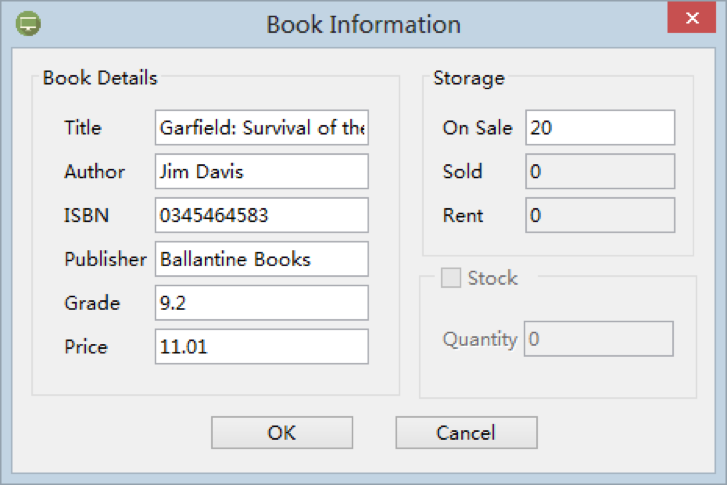 Book Information
Book Details
Title Garfield: Survival of the
Author Jim Davis
ISBN 0345464583
Publisher Ballantine Books
Grade 9.2
Price 11.01
Storage
On Sale 20
Sold 0
Rent 0
Stock
Quantity 0
OK Cancel